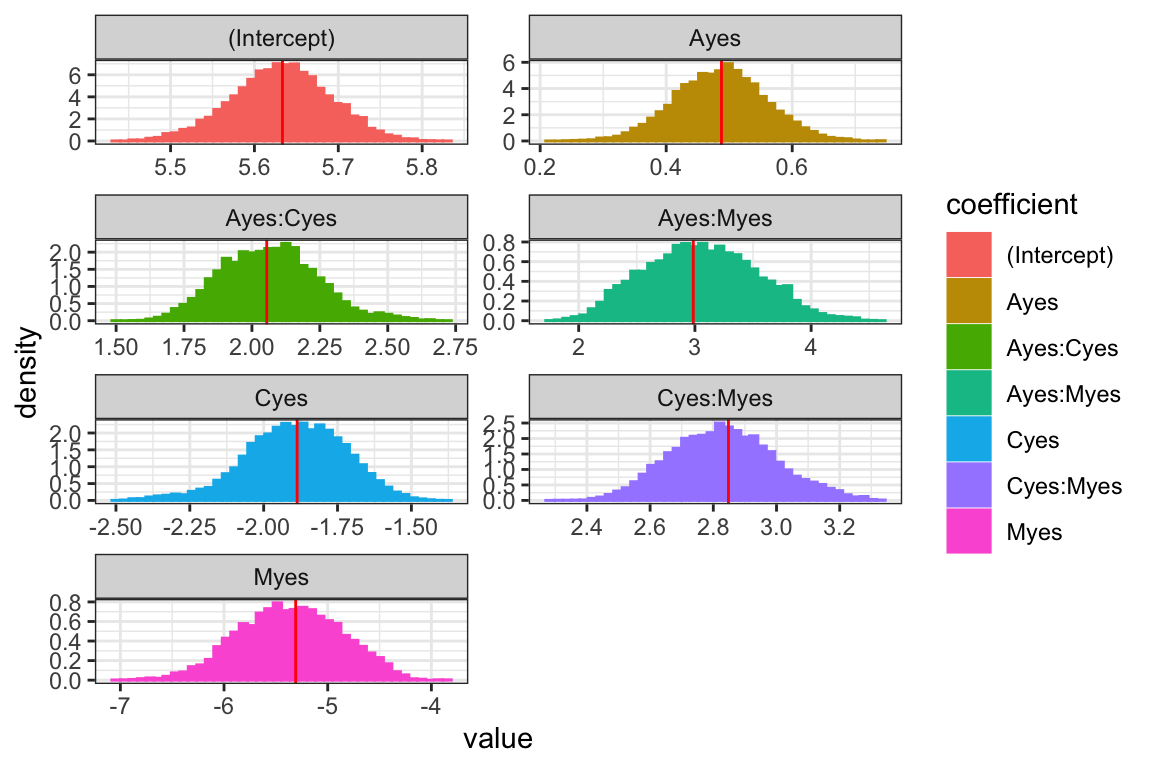 (Intercept)
6
4
2
0
5.5 5.6 5.7 5.8
Ayes
6
4
2
0
0.2 0.4 0.6
Ayes:Cyes
2.0
1.5
1.0
0.5
0.0
1.50 1.75 2.00 2.25 2.50 2.75
Ayes:Myes
0.8
0.6
0.4
0.2
0.0
2 3 4
Cyes
2.0
1.5
1.0
0.5
0.0
-2.50 -2.25 -2.00 -1.75 -1.50
Cyes:Myes
2.5
2.0
1.5
1.0
0.5
0.0
2.4 2.6 2.8 3.0 3.2
Myes
0.8
0.6
0.4
0.2
0.0
-7 -6 -5 -4
density
value
coefficient
(Intercept)
Ayes
Ayes:Cyes
Ayes:Myes
Cyes
Cyes:Myes
Myes